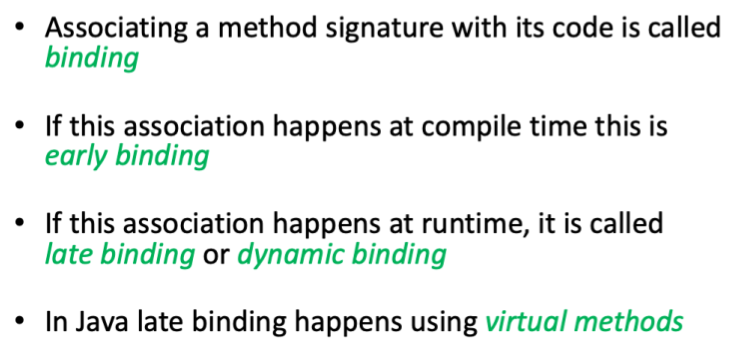 • Associating a method signature with its code is called
binding
• If this association happens at compile time this is
early binding
• If this association happens at runtime, it is called
late binding or dynamic binding
• In Java late binding happens using virtual methods